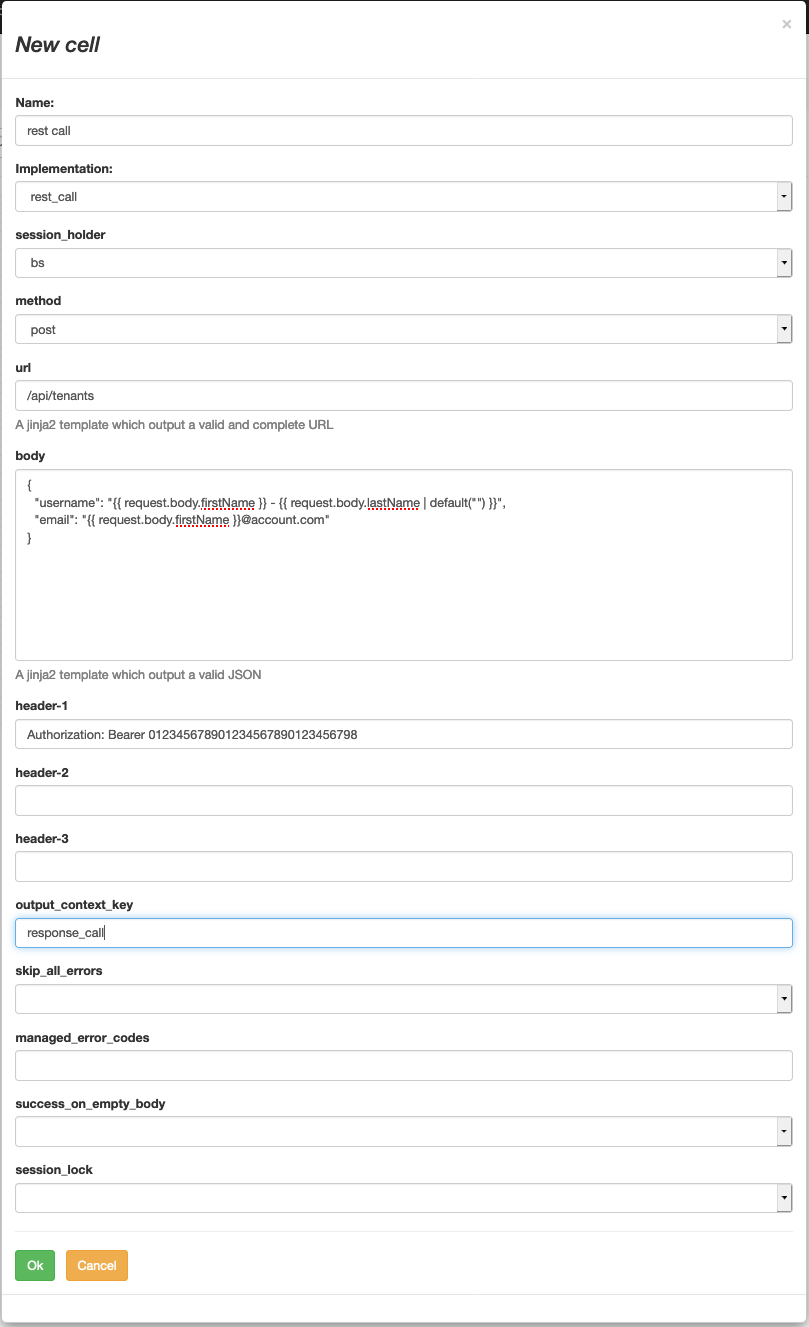 ×
New cell
Name:
rest call
Implementation:
rest_call
session_holder
bs
method
post
url
/api/tenants
A jinja2 template which output a valid and complete URL
body
{
"username": "{{ request.body.firstName }} - {{ request.body.lastName | default("") }}",
"email": "{{ request.body.firstName }}@account.com"
}
A jinja2 template which output a valid JSON
header-1
Authorization: Bearer 012345678901234567890123456798
header-2
header-3
output_context_key
response_call
skip_all_errors
managed_error_codes
success_on_empty_body
session_lock
Ok Cancel